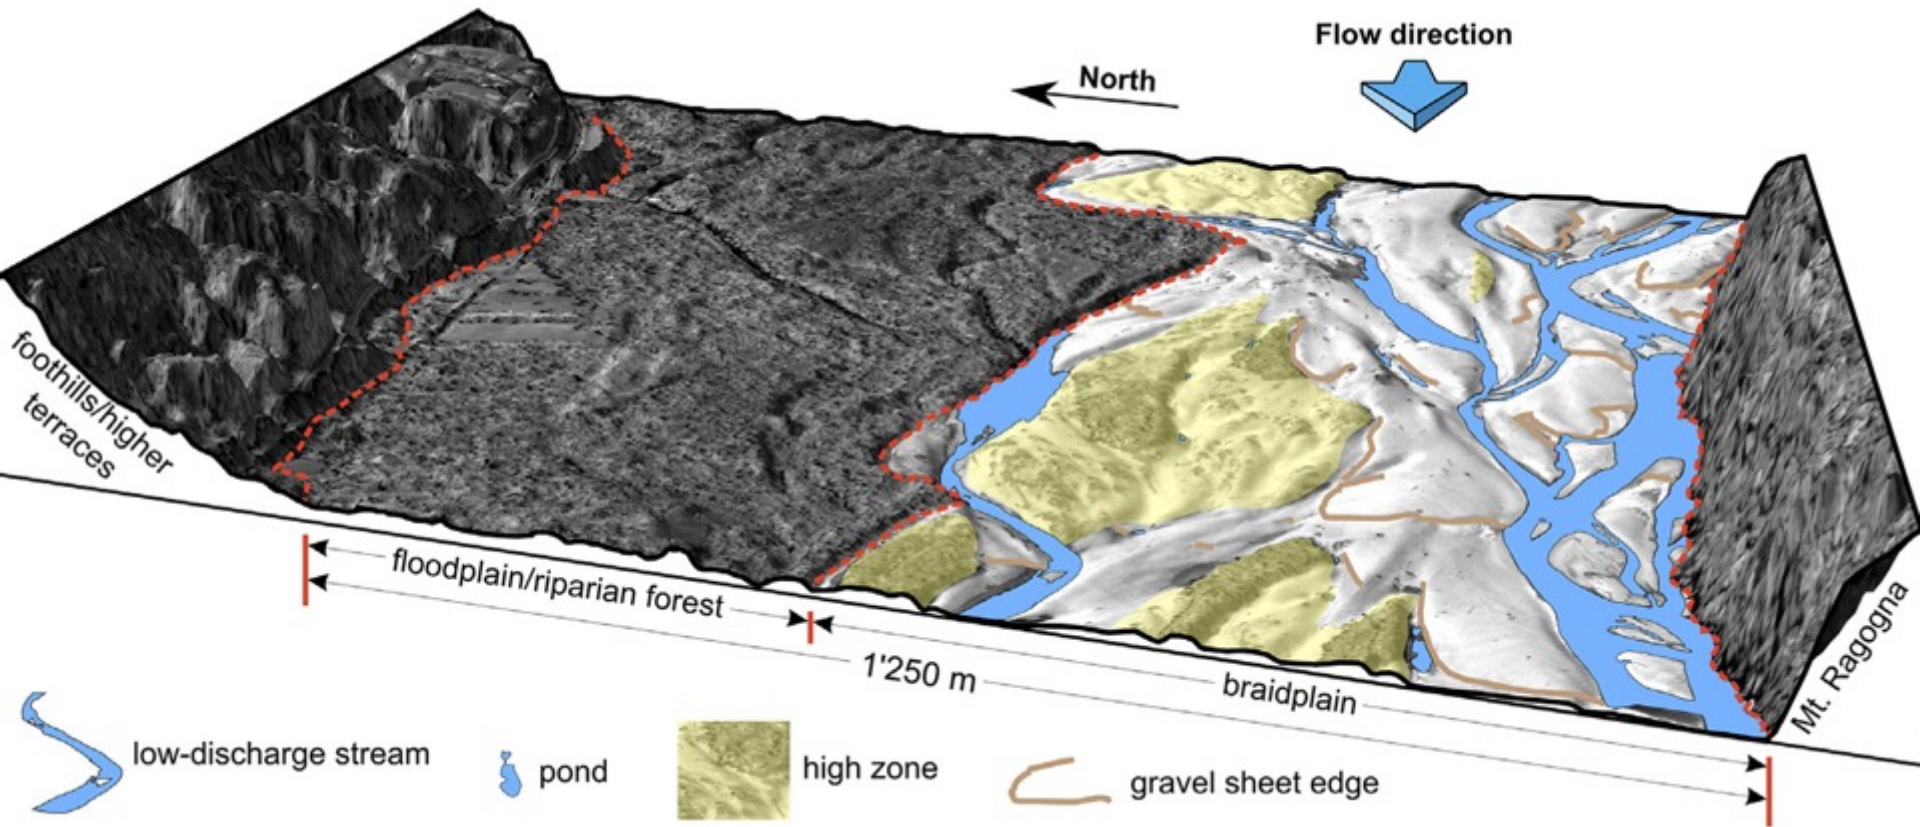 Flow direction
North
foothills/higher
terraces
floodplain/riparian forest
1'250 m
braidplain
Mt. Ragogna
low-discharge stream
pond
high zone
gravel sheet edge